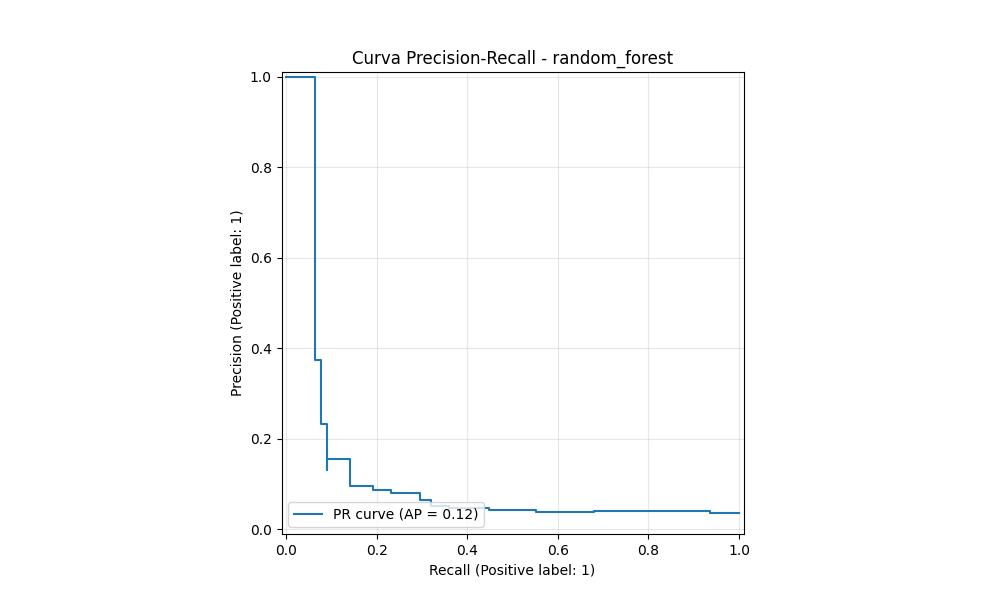 Curva Precision-Recall - random_forest
Precision (Positive label: 1)
1.0
0.8
0.6
0.4
0.2
0.0
PR curve (AP = 0.12)
0.0 0.2 0.4 0.6 0.8 1.0
Recall (Positive label: 1)